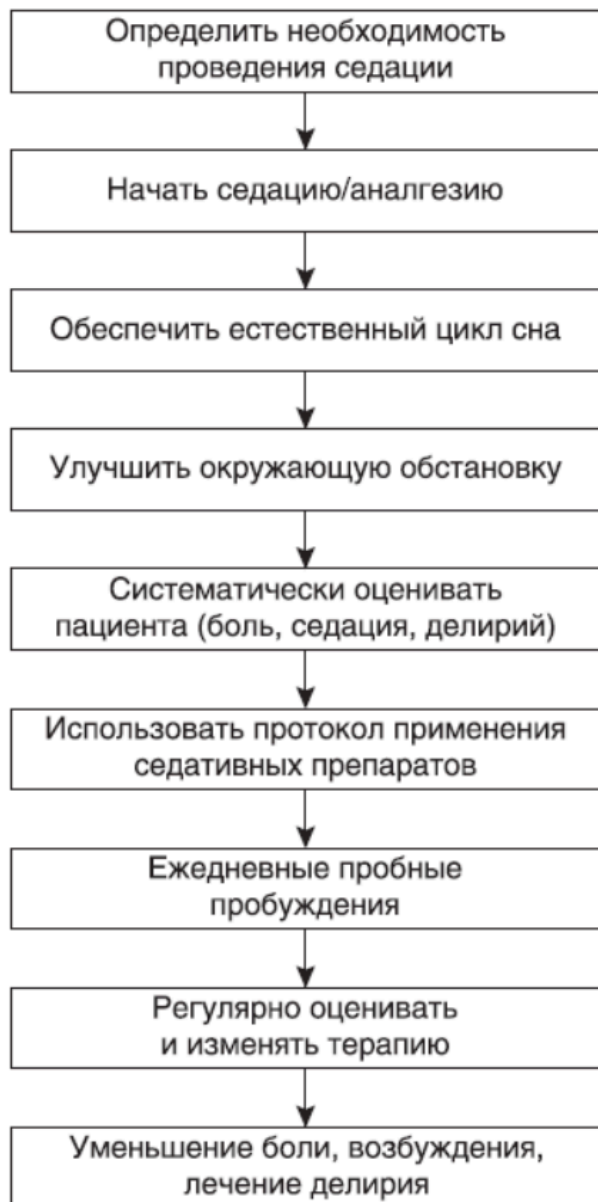 Определить необходимость
проведения седации
Начать седацию/аналгезию
Обеспечить естественный цикл сна
Улучшить окружающую обстановку
Систематически оценивать
пациента (боль, седация, делирий)
Использовать протокол применения
седативных препаратов
Ежедневные пробные
пробуждения
Регулярно оценивать
и изменять терапию
Уменьшение боли, возбуждения,
лечение делирия